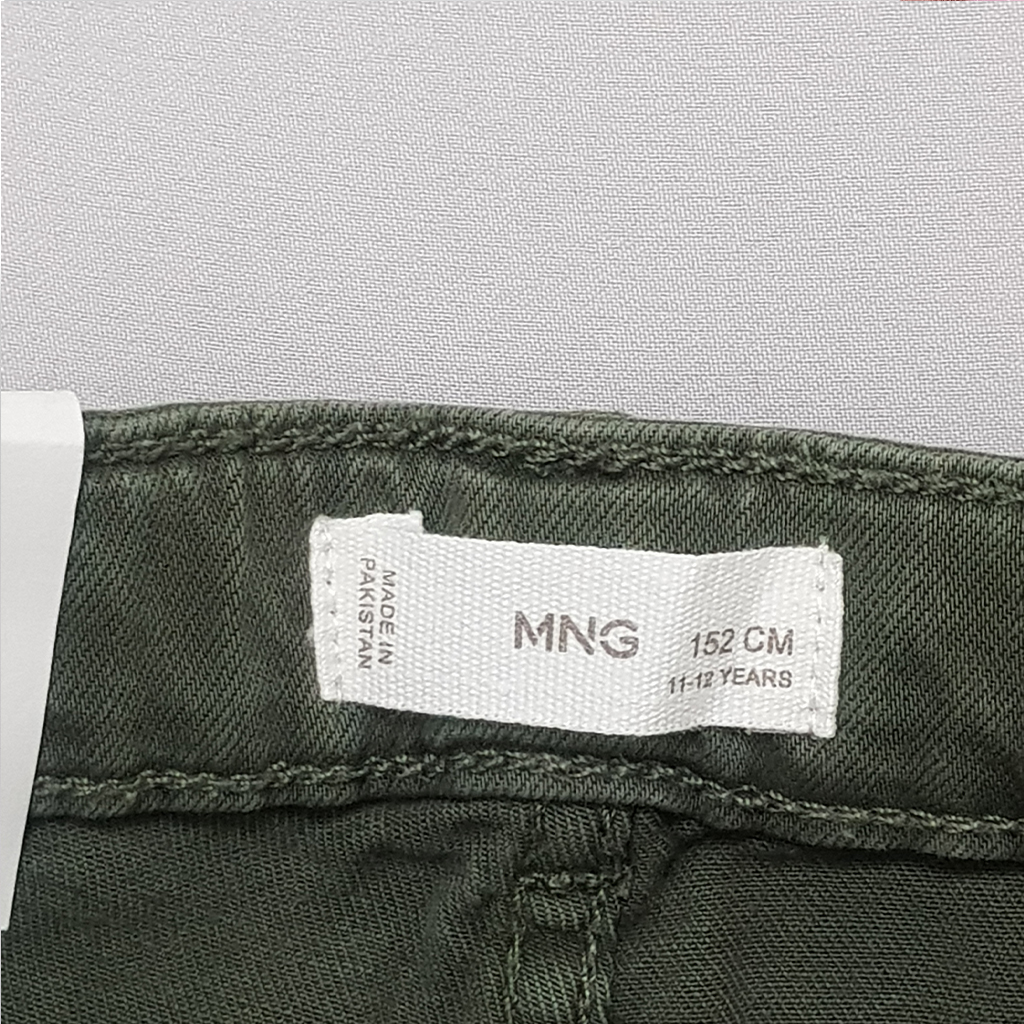 MADE IN
PAKISTAN
MNG
152 CM
11-12 YEARS